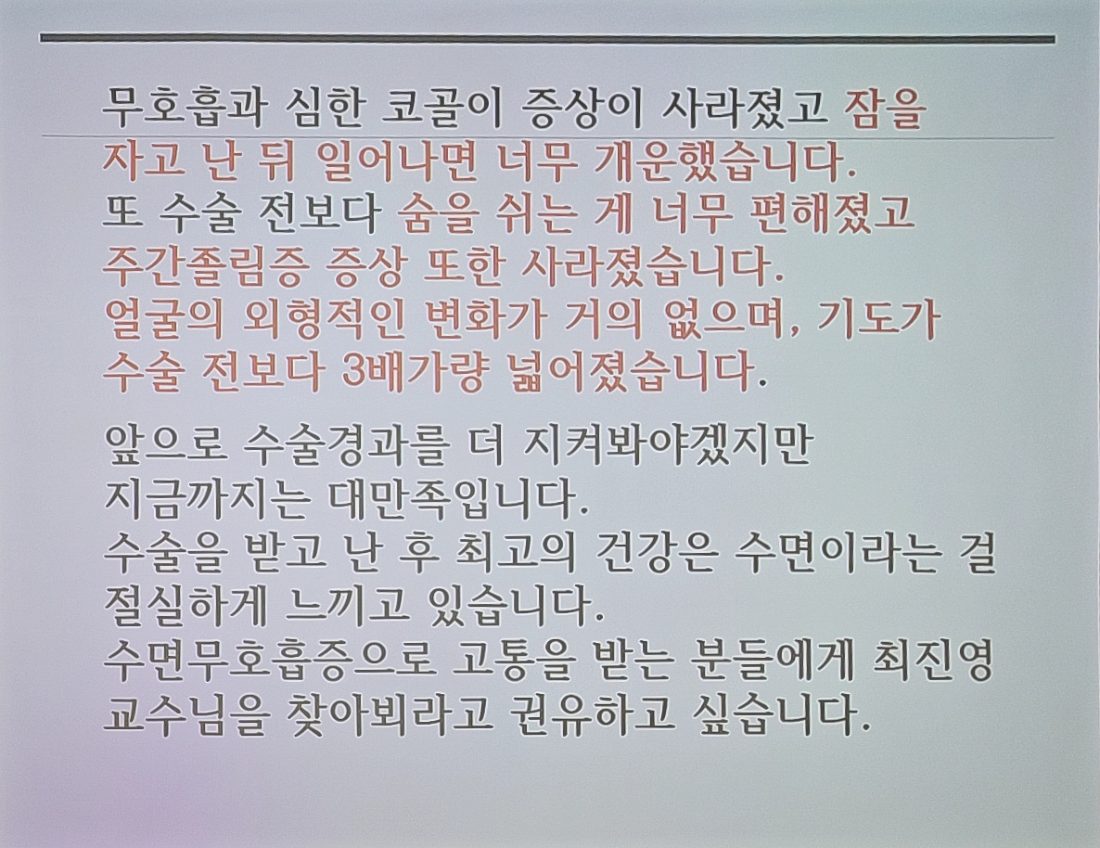 무호흡과 심한 코골이 증상이 사라졌고 잠을
자고 난 뒤 일어나면 너무 개운했습니다.
또 수술 전보다 숨을 쉬는 게 너무 편해졌고
주간졸림증 증상 또한 사라졌습니다.
얼굴의 외형적인 변화가 거의 없으며, 기도가
수술 전보다 3배가량 넓어졌습니다.
앞으로 수술경과를 더 지켜봐야겠지만
지금까지는 대만족입니다.
수술을 받고 난 후 최고의 건강은 수면이라는 걸
절실하게 느끼고 있습니다.
수면무호흡증으로 고통을 받는 분들에게 최진영
교수님을 찾아뵈라고 권유하고 싶습니다.